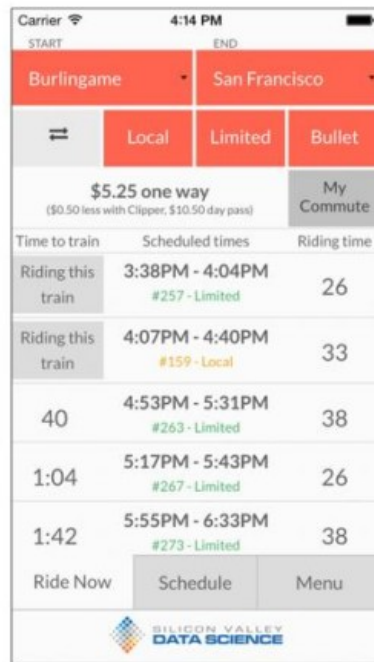 Carrier 4:14 PM
START END
Burlingame San Francisco
Local Limited Bullet
$5.25 one way
($0.50 less with Clipper, $10.50 day pass)
My
Commute
Time to train Scheduled times Riding time
Riding this
train
3:38PM - 4:04PM
#257 - Limited
26
Riding this
train
4:07PM - 4:40PM
#159 - Local
33
40
4:53PM - 5:31PM
#263 - Limited
38
1:04
5:17PM - 5:43PM
#267 - Limited
26
1:42
5:55PM - 6:33PM
#273 - Limited
38
Ride Now Schedule Menu
SILICON VALLEY
DATA SCIENCE